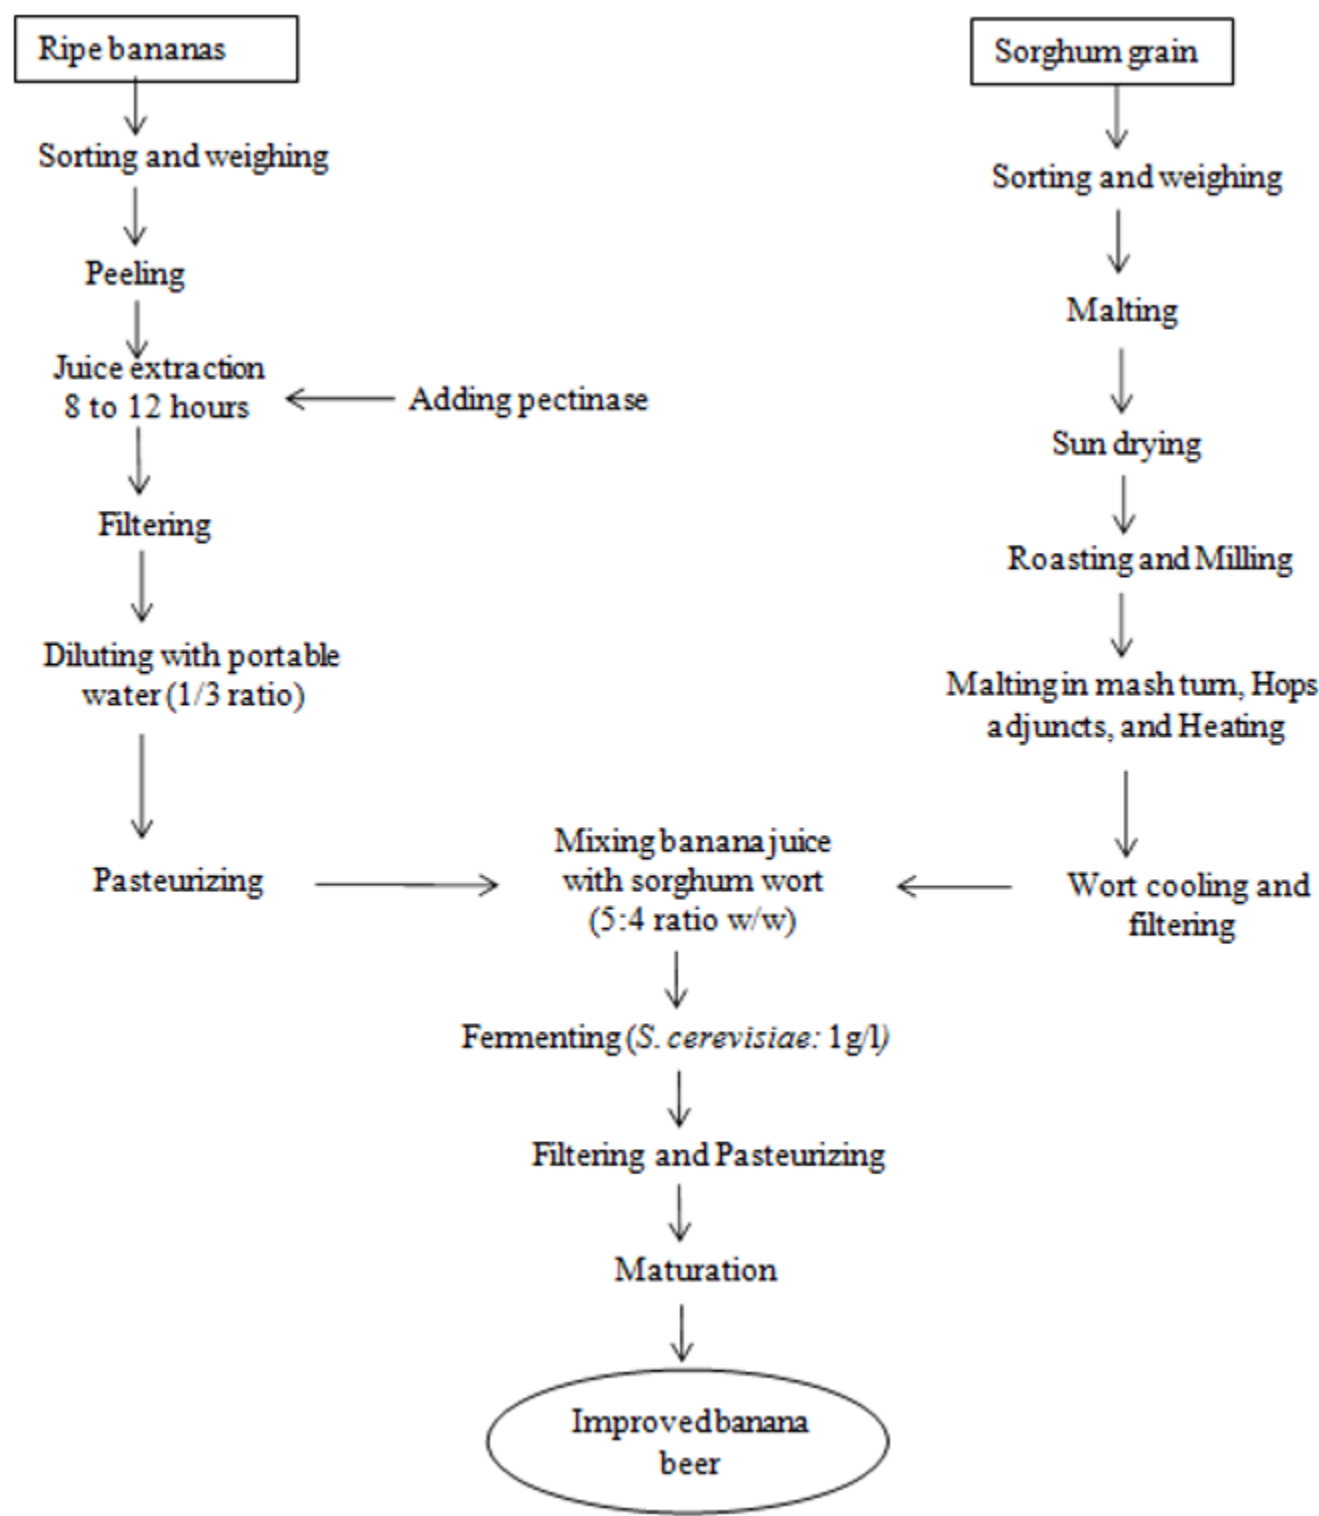 Ripe bananas
Sorting and weighing
Peeling
Juice extraction
8 to 12 hours
Adding pectinase
Filtering
Diluting with portable
water (1/3 ratio)
Pasteurizing
Sorghum grain
Sorting and weighing
Malting
Sun drying
Roasting and Milling
Malting in mash turn, Hops
adjuncts, and Heating
Wort cooling and
filtering
Mixing banana juice
with sorghum wort
(5:4 ratio w/w)
Fermenting (S. cerevisiae: 1g/l)
Filtering and Pasteurizing
Maturation
Improved banana
beer